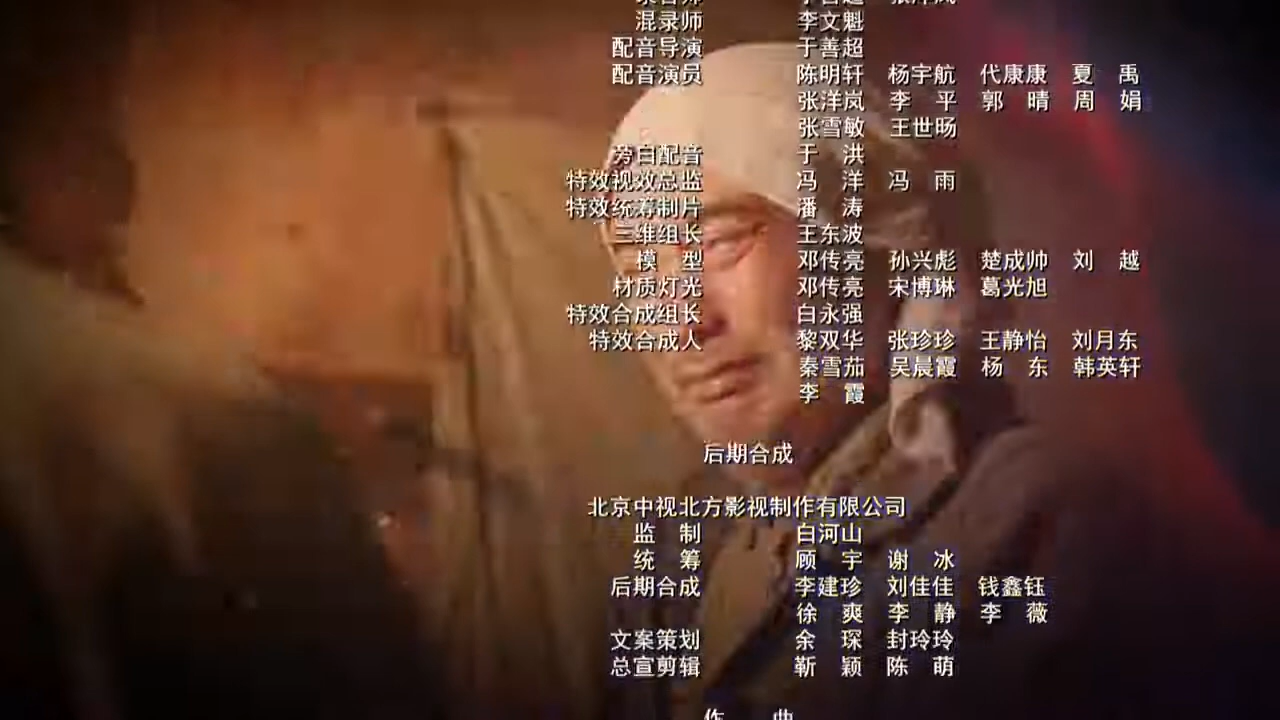 混录师 李文魁
配音导演 于善超
配音演员 陈明轩 杨宇航 代康康 夏 禹
张洋岚 李 平 郭 晴 周 娟
张雪敏 王世旸
旁白配音 于 洪
特效视效总监 冯 洋 冯 雨
特效统筹制片 潘 涛
三维组长 王东波
模 型 邓传亮 孙兴彪 楚成帅 刘 越
材质灯光 邓传亮 宋博琳 葛光旭
特效合成组长 白永强
特效合成人 黎双华 张珍珍 王静怡 刘月东
秦雪茄 吴晨霞 杨 东 韩英轩
李 霞
后期合成
北京中视北方影视制作有限公司
监 制 白河山
统 筹 顾 宇 谢 冰
后期合成 李建珍 刘佳佳 钱鑫钰
徐 爽 李 静 李 薇
文案策划 余 琛 封玲玲
总宣剪辑 靳 颖 陈 萌
作 曲